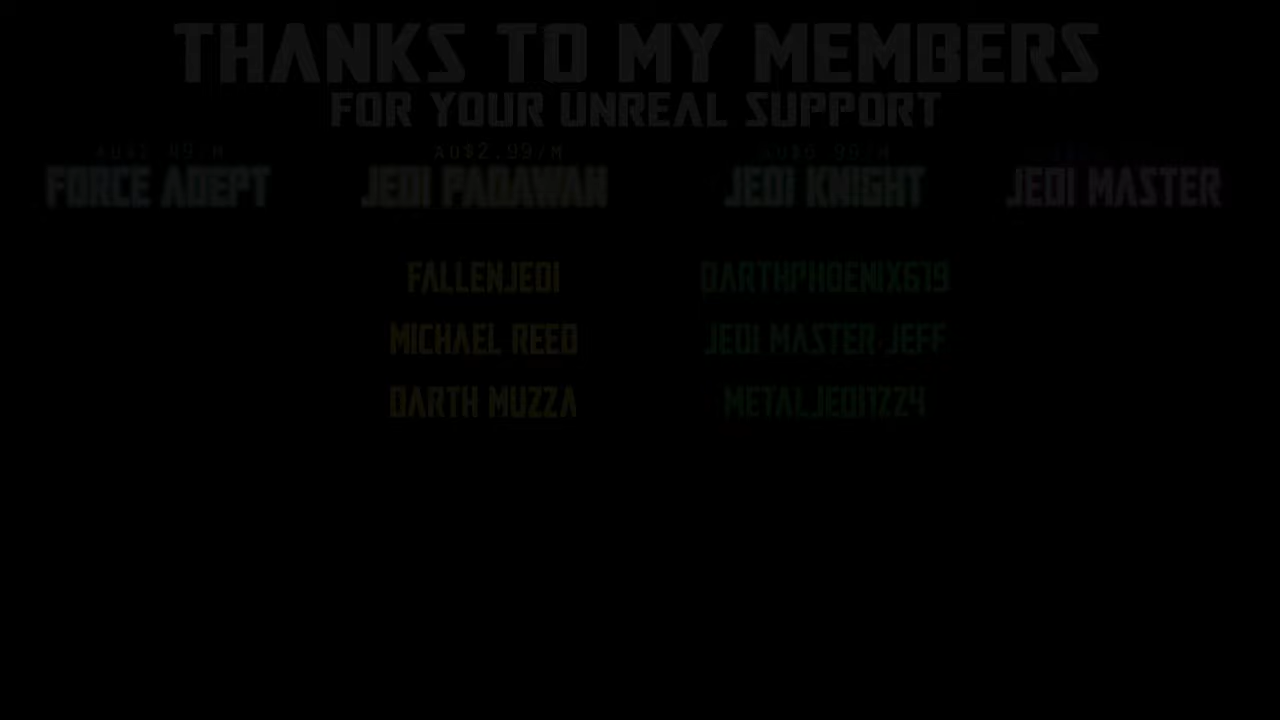 THANKS TO MY MEMBERS
FOR YOUR UNREAL SUPPORT
AU$2.99/M
FORCE ADEPT JEDI PADAWAN JEDI KNIGHT JEDI MASTER
FALLENJEDI DARTHPHOENIX619
MICHAEL REED JEDI MASTER JEFF
DARTH MUZZA METALJEDI1224